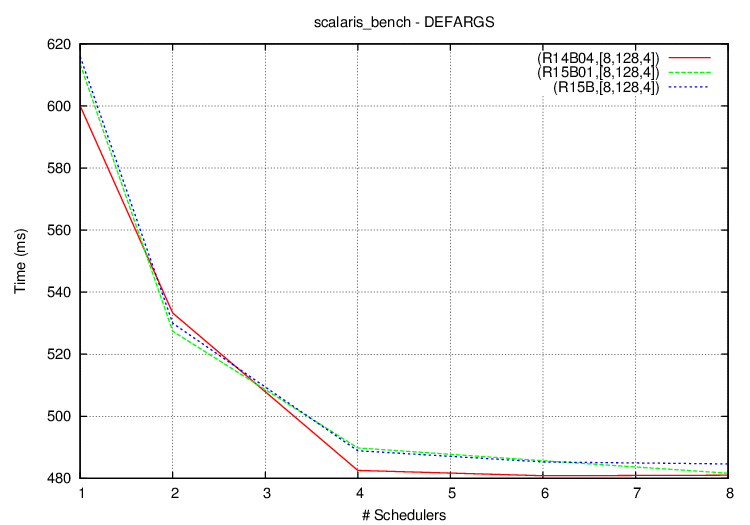 scalaris_bench - DEFARGS
(R14B04,[8,128,4])
(R15B01,[8,128,4])
(R15B,[8,128,4])
Time (ms)
620
600
580
560
540
520
500
480
1 2 3 4 5 6 7 8
# Schedulers